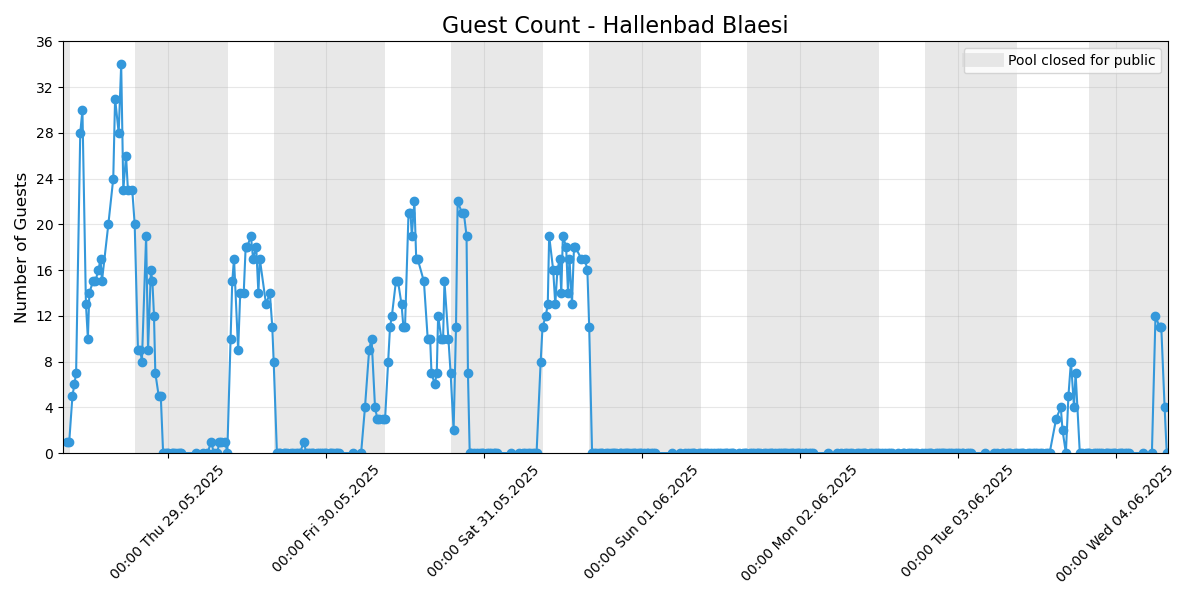 Guest Count - Hallenbad Blaesi
Pool closed for public
Number of Guests
36
32
28
24
20
16
12
8
4
0
00:00 Thu 29.05.2025
00:00 Fri 30.05.2025
00:00 Sat 31.05.2025
00:00 Sun 01.06.2025
00:00 Mon 02.06.2025
00:00 Tue 03.06.2025
00:00 Wed 04.06.2025